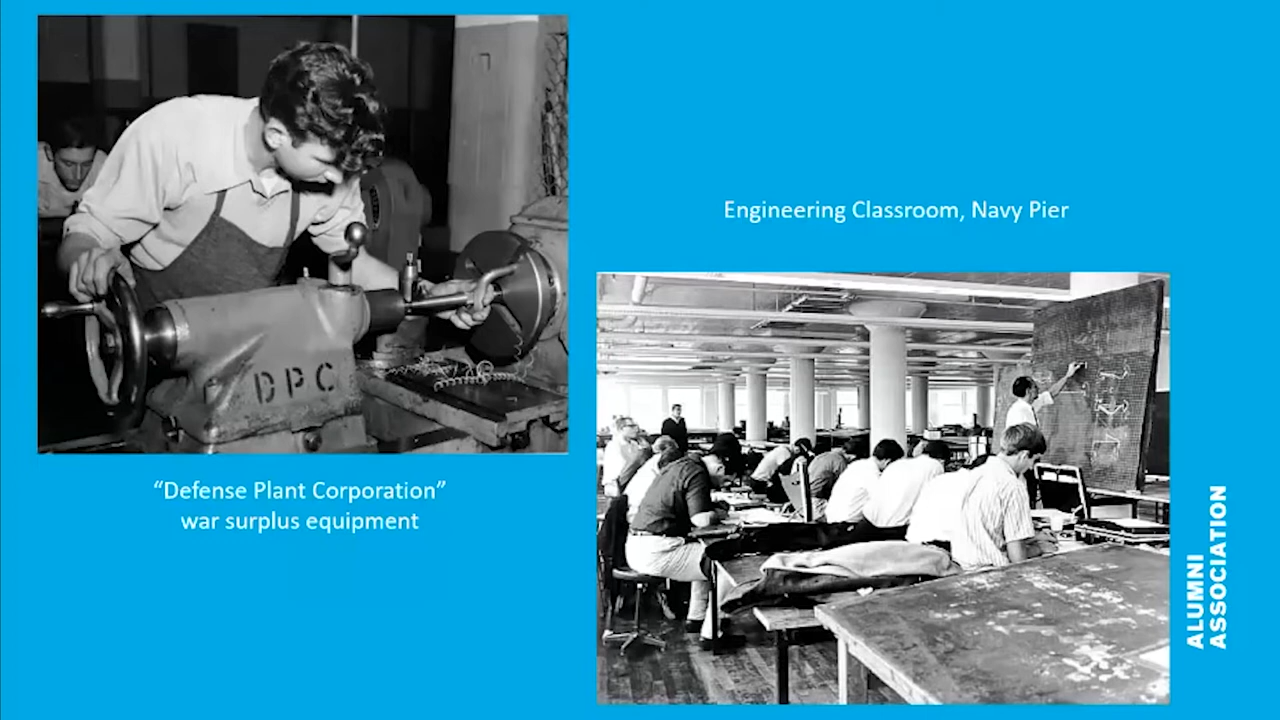 DPC
“Defense Plant Corporation”
war surplus equipment
Engineering Classroom, Navy Pier
ALUMNI
ASSOCIATION